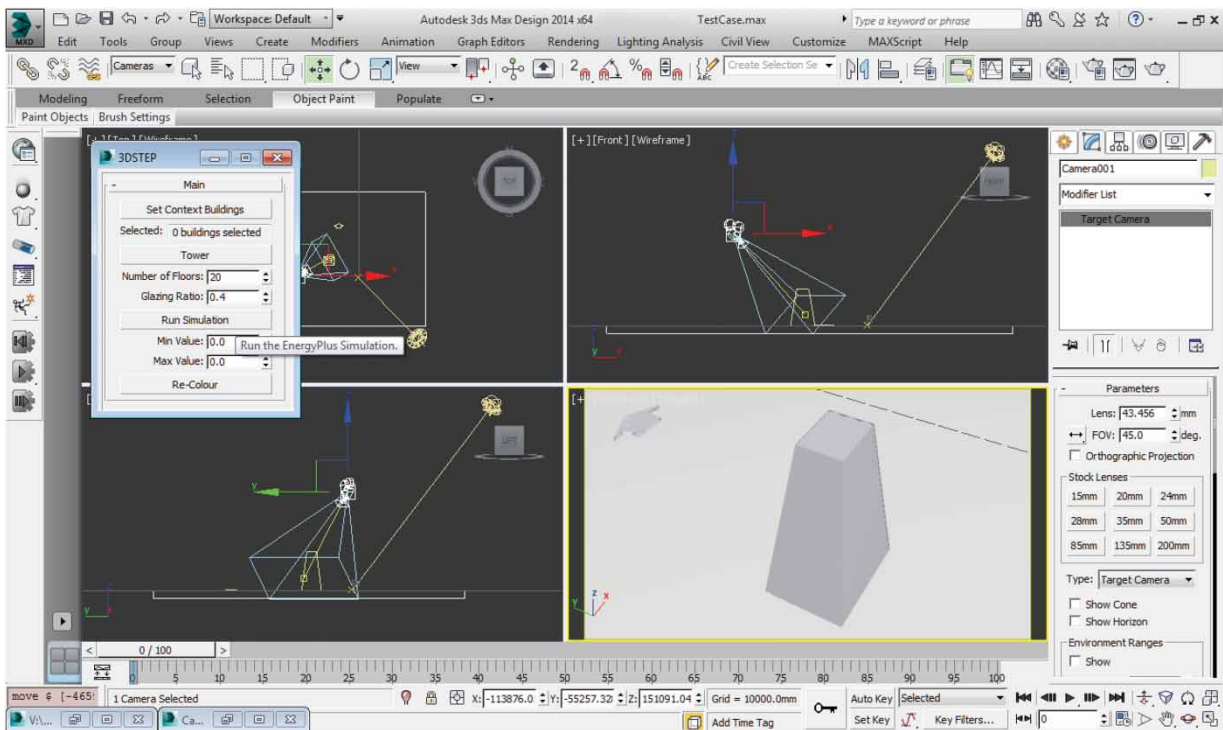 Workspace: Default
Autodesk 3ds Max Design 2014 x64
TestCase.max
Type a keyword or phrase
MXD
Edit Tools Group Views Create Modifiers Animation Graph Editors Rendering Lighting Analysis Civil View Customize MAXScript Help
Cameras
View
Create Selection Se
Modeling Freeform Selection Object Paint Populate
Paint Objects Brush Settings
3DSTEP
- Main
Set Context Buildings
Selected: 0 buildings selected
Tower
Number of Floors: 20
Glazing Ratio: 0.4
Run Simulation
Min Value: 0.0
Run the EnergyPlus Simulation.
Max Value: 0.0
Re-Colour
TOP
[+] [Front] [Wireframe]
LEFT
Camera001
Modifier List
Target Camera
- Parameters
Lens: 43.456 mm
FOV: 45.0 deg.
Orthographic Projection
Stock Lenses
15mm 20mm 24mm
28mm 35mm 50mm
85mm 135mm 200mm
Type: Target Camera
Show Cone
Show Horizon
Environment Ranges
Show
< 0 / 100 >
0 5 10 15 20 25 30 35 40 45 50 55 60 65 70 75 80 85 90 95 100
move $ [-465:
1 Camera Selected
X: -113876.0 Y: -55257.32 Z: 151091.04 Grid = 10000.0mm
Auto Key Selected
V:\... Ca...
Add Time Tag
Set Key Key Filters... 0